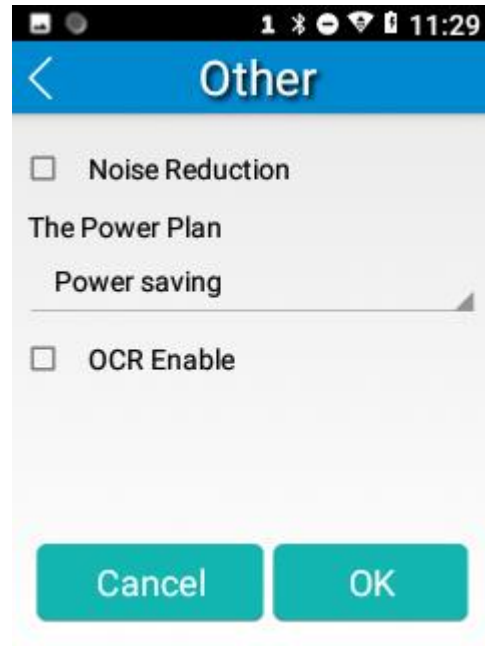 1 11:29
Other
Noise Reduction
The Power Plan
Power saving
OCR Enable
Cancel OK